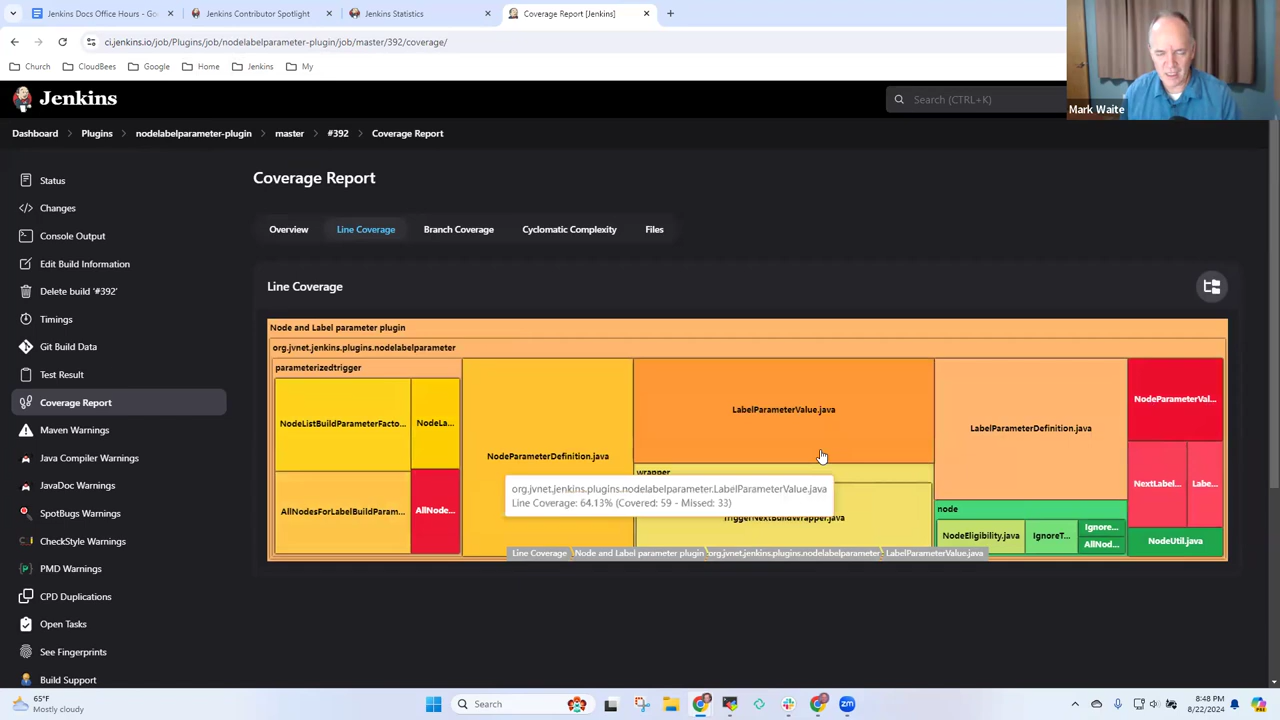 Jenkins Docs Office Hours - G
Jenkins Contributor Spotlight
Jenkins Statistics
Coverage Report [Jenkins]
ci.jenkins.io/job/Plugins/job/nodelabelparameter-plugin/job/master/392/coverage/
Church
CloudBees
Google
Home
Jenkins
My
Mark Waite
Jenkins
Search (CTRL+K)
Dashboard
Plugins
nodelabelparameter-plugin
master
#392
Coverage Report
Status
Changes
Console Output
Edit Build Information
Delete build '#392'
Timings
Git Build Data
Test Result
Coverage Report
Maven Warnings
Java Compiler Warnings
JavaDoc Warnings
SpotBugs Warnings
CheckStyle Warnings
PMD Warnings
CPD Duplications
Open Tasks
See Fingerprints
Build Support
Coverage Report
Overview
Line Coverage
Branch Coverage
Cyclomatic Complexity
Files
Line Coverage
Node and Label parameter plugin
org.jvnet.jenkins.plugins.nodelabelparameter
parameterizedtrigger
NodeListBuildParameterFacto...
NodeLa...
AllNodesForLabelBuildParam...
AllNode...
NodeParameterDefinition.java
LabelParameterValue.java
wrapper
TriggerNextBuildWrapper.java
LabelParameterDefinition.java
node
NodeEligibility.java
IgnoreT...
Ignore...
AllNod...
NodeParameterVal...
NextLabel...
Labe...
NodeUtil.java
org.jvnet.jenkins.plugins.nodelabelparameter.LabelParameterValue.java
Line Coverage: 64.13% (Covered: 59 - Missed: 33)
Line Coverage
Node and Label parameter plugin
org.jvnet.jenkins.plugins.nodelabelparameter
LabelParameterValue.java
65°F
Mostly cloudy
Search
8:48 PM
8/22/2024